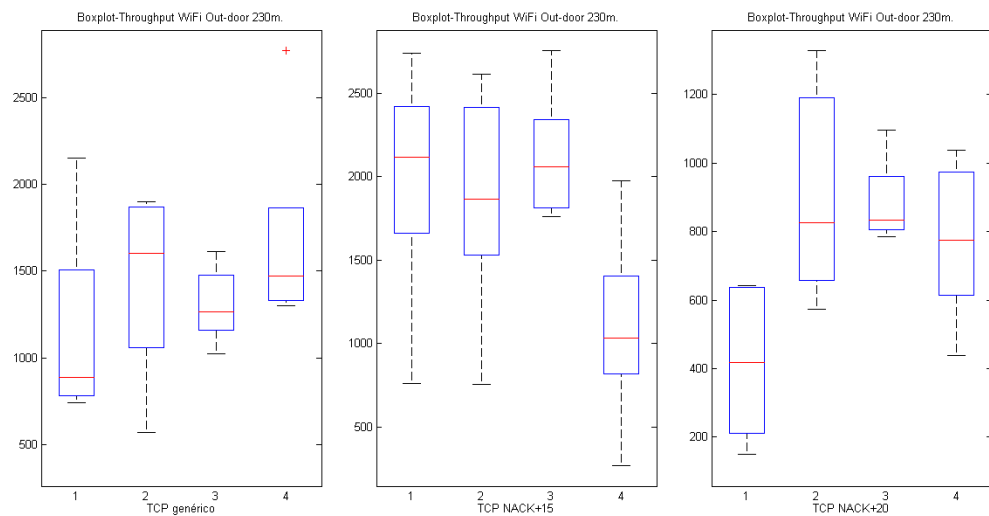 Boxplot-Throughput WiFi Out-door 230m.
2500
2000
1500
1000
500
1 2 3 4
TCP genérico
Boxplot-Throughput WiFi Out-door 230m.
2500
2000
1500
1000
500
1 2 3 4
TCP NACK+15
Boxplot-Throughput WiFi Out-door 230m.
1200
1000
800
600
400
200
1 2 3 4
TCP NACK+20